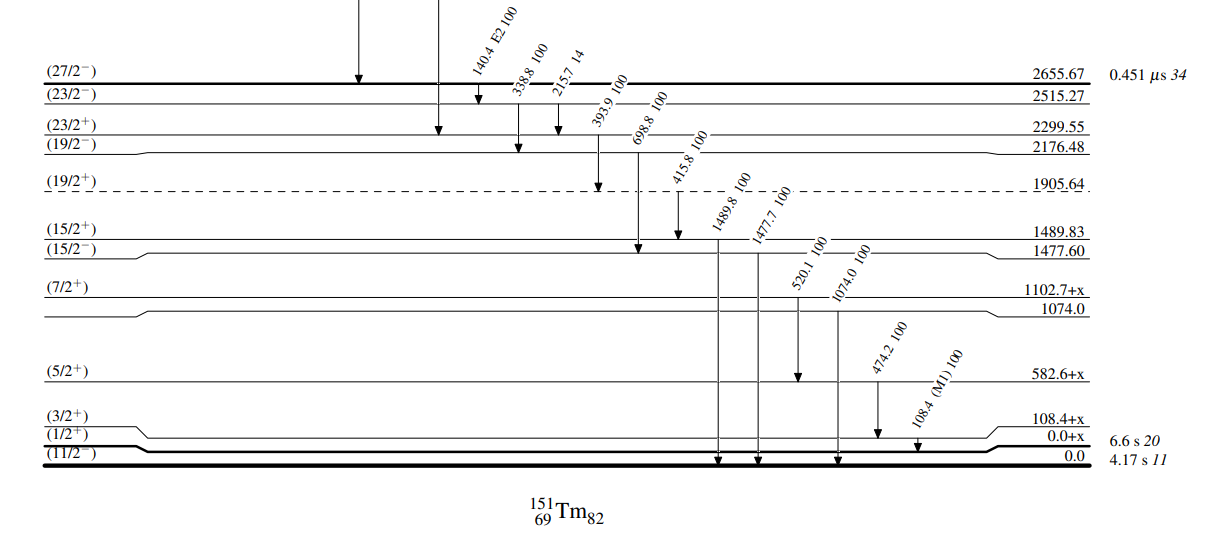 140.4 E2 100
338.8 100
215.7 14
393.9 100
698.8 100
415.8 100
1489.8 100
1477.7 100
520.1 100
1074.0 100
474.2 100
108.4 (M1) 100
(27/2⁻) 2655.67 0.451 μs 34
(23/2⁻) 2515.27
(23/2⁺) 2299.55
(19/2⁻) 2176.48
(19/2⁺) 1905.64
(15/2⁺) 1489.83
(15/2⁻) 1477.60
(7/2⁺) 1102.7+x
1074.0
(5/2⁺) 582.6+x
(3/2⁺) 108.4+x
(1/2⁺) 0.0+x 6.6 s 20
(11/2⁻) 0.0 4.17 s 11
¹⁵¹₆₉Tm₈₂